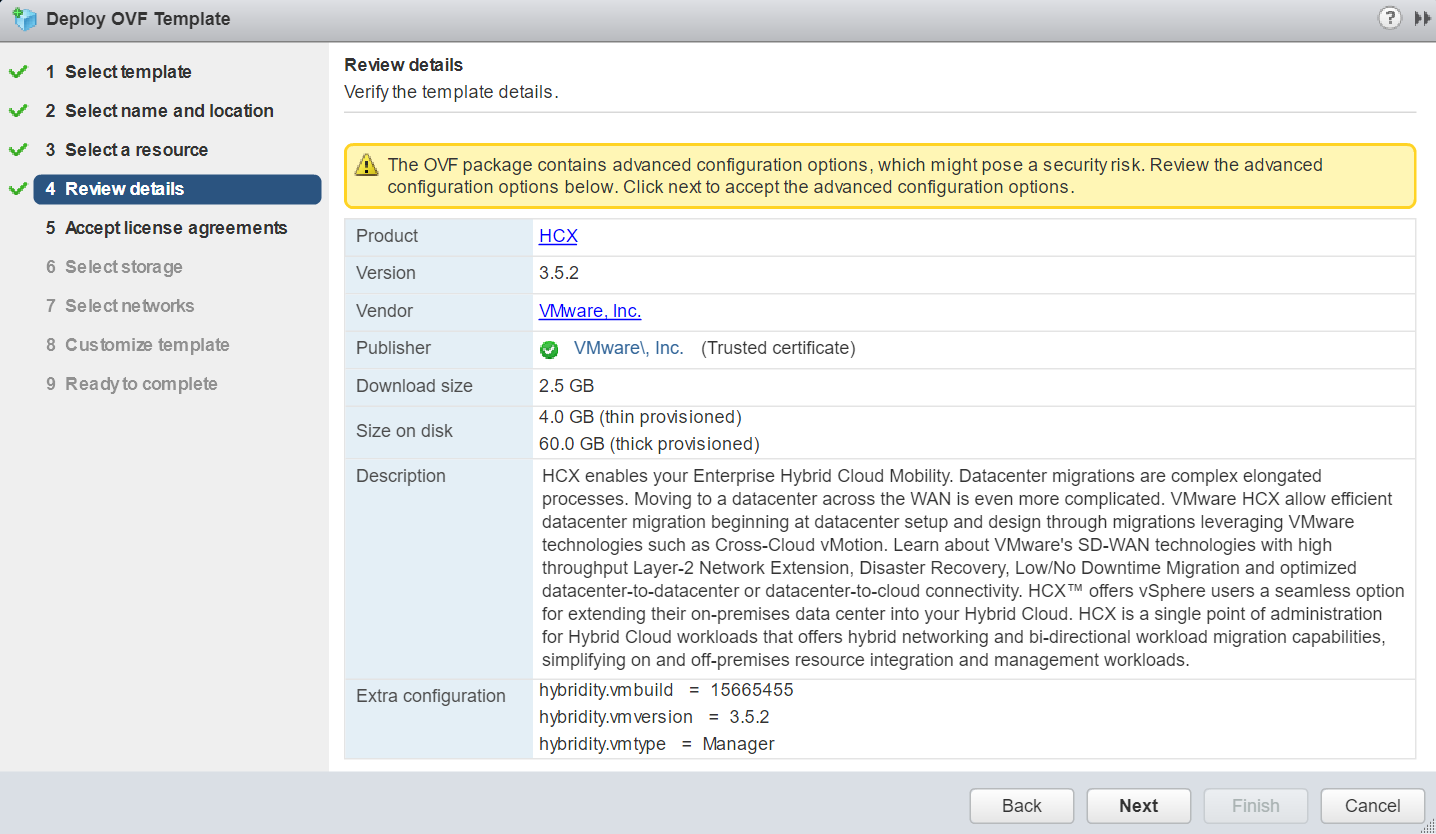 Deploy OVF Template
?
1 Select template
2 Select name and location
3 Select a resource
4 Review details
5 Accept license agreements
6 Select storage
7 Select networks
8 Customize template
9 Ready to complete
Review details
Verify the template details.
The OVF package contains advanced configuration options, which might pose a security risk. Review the advanced
configuration options below. Click next to accept the advanced configuration options.
Product HCX
Version 3.5.2
Vendor VMware, Inc.
Publisher VMware\, Inc. (Trusted certificate)
Download size 2.5 GB
Size on disk
4.0 GB (thin provisioned)
60.0 GB (thick provisioned)
Description
HCX enables your Enterprise Hybrid Cloud Mobility. Datacenter migrations are complex elongated
processes. Moving to a datacenter across the WAN is even more complicated. VMware HCX allow efficient
datacenter migration beginning at datacenter setup and design through migrations leveraging VMware
technologies such as Cross-Cloud vMotion. Learn about VMware's SD-WAN technologies with high
throughput Layer-2 Network Extension, Disaster Recovery, Low/No Downtime Migration and optimized
datacenter-to-datacenter or datacenter-to-cloud connectivity. HCX™ offers vSphere users a seamless option
for extending their on-premises data center into your Hybrid Cloud. HCX is a single point of administration
for Hybrid Cloud workloads that offers hybrid networking and bi-directional workload migration capabilities,
simplifying on and off-premises resource integration and management workloads.
Extra configuration
hybridity.vmbuild = 15665455
hybridity.vmversion = 3.5.2
hybridity.vmtype = Manager
Back Next Finish Cancel